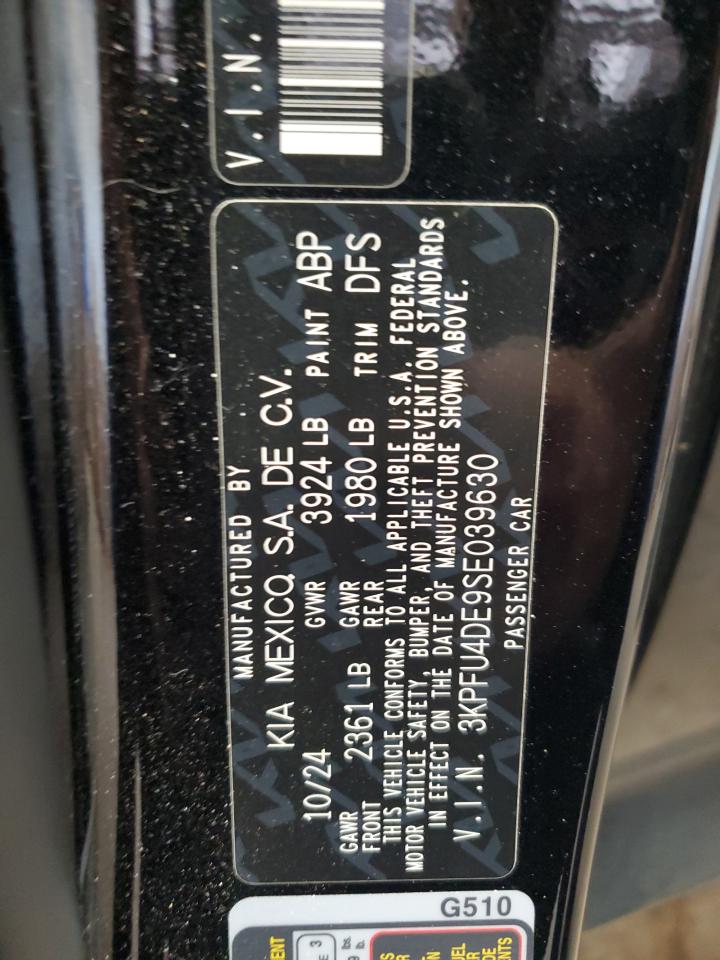 V.I.N.
MANUFACTURED BY
KIA MEXICO, S.A. DE C.V.
10/24 GVWR 3924 LB PAINT ABP
GAWR FRONT 2361 LB GAWR REAR 1980 LB TRIM DFS
THIS VEHICLE CONFORMS TO ALL APPLICABLE U.S.A. FEDERAL
MOTOR VEHICLE SAFETY, BUMPER, AND THEFT PREVENTION STANDARDS
IN EFFECT ON THE DATE OF MANUFACTURE SHOWN ABOVE.
V.I.N. 3KPFU4DE9SE039630
PASSENGER CAR
G510